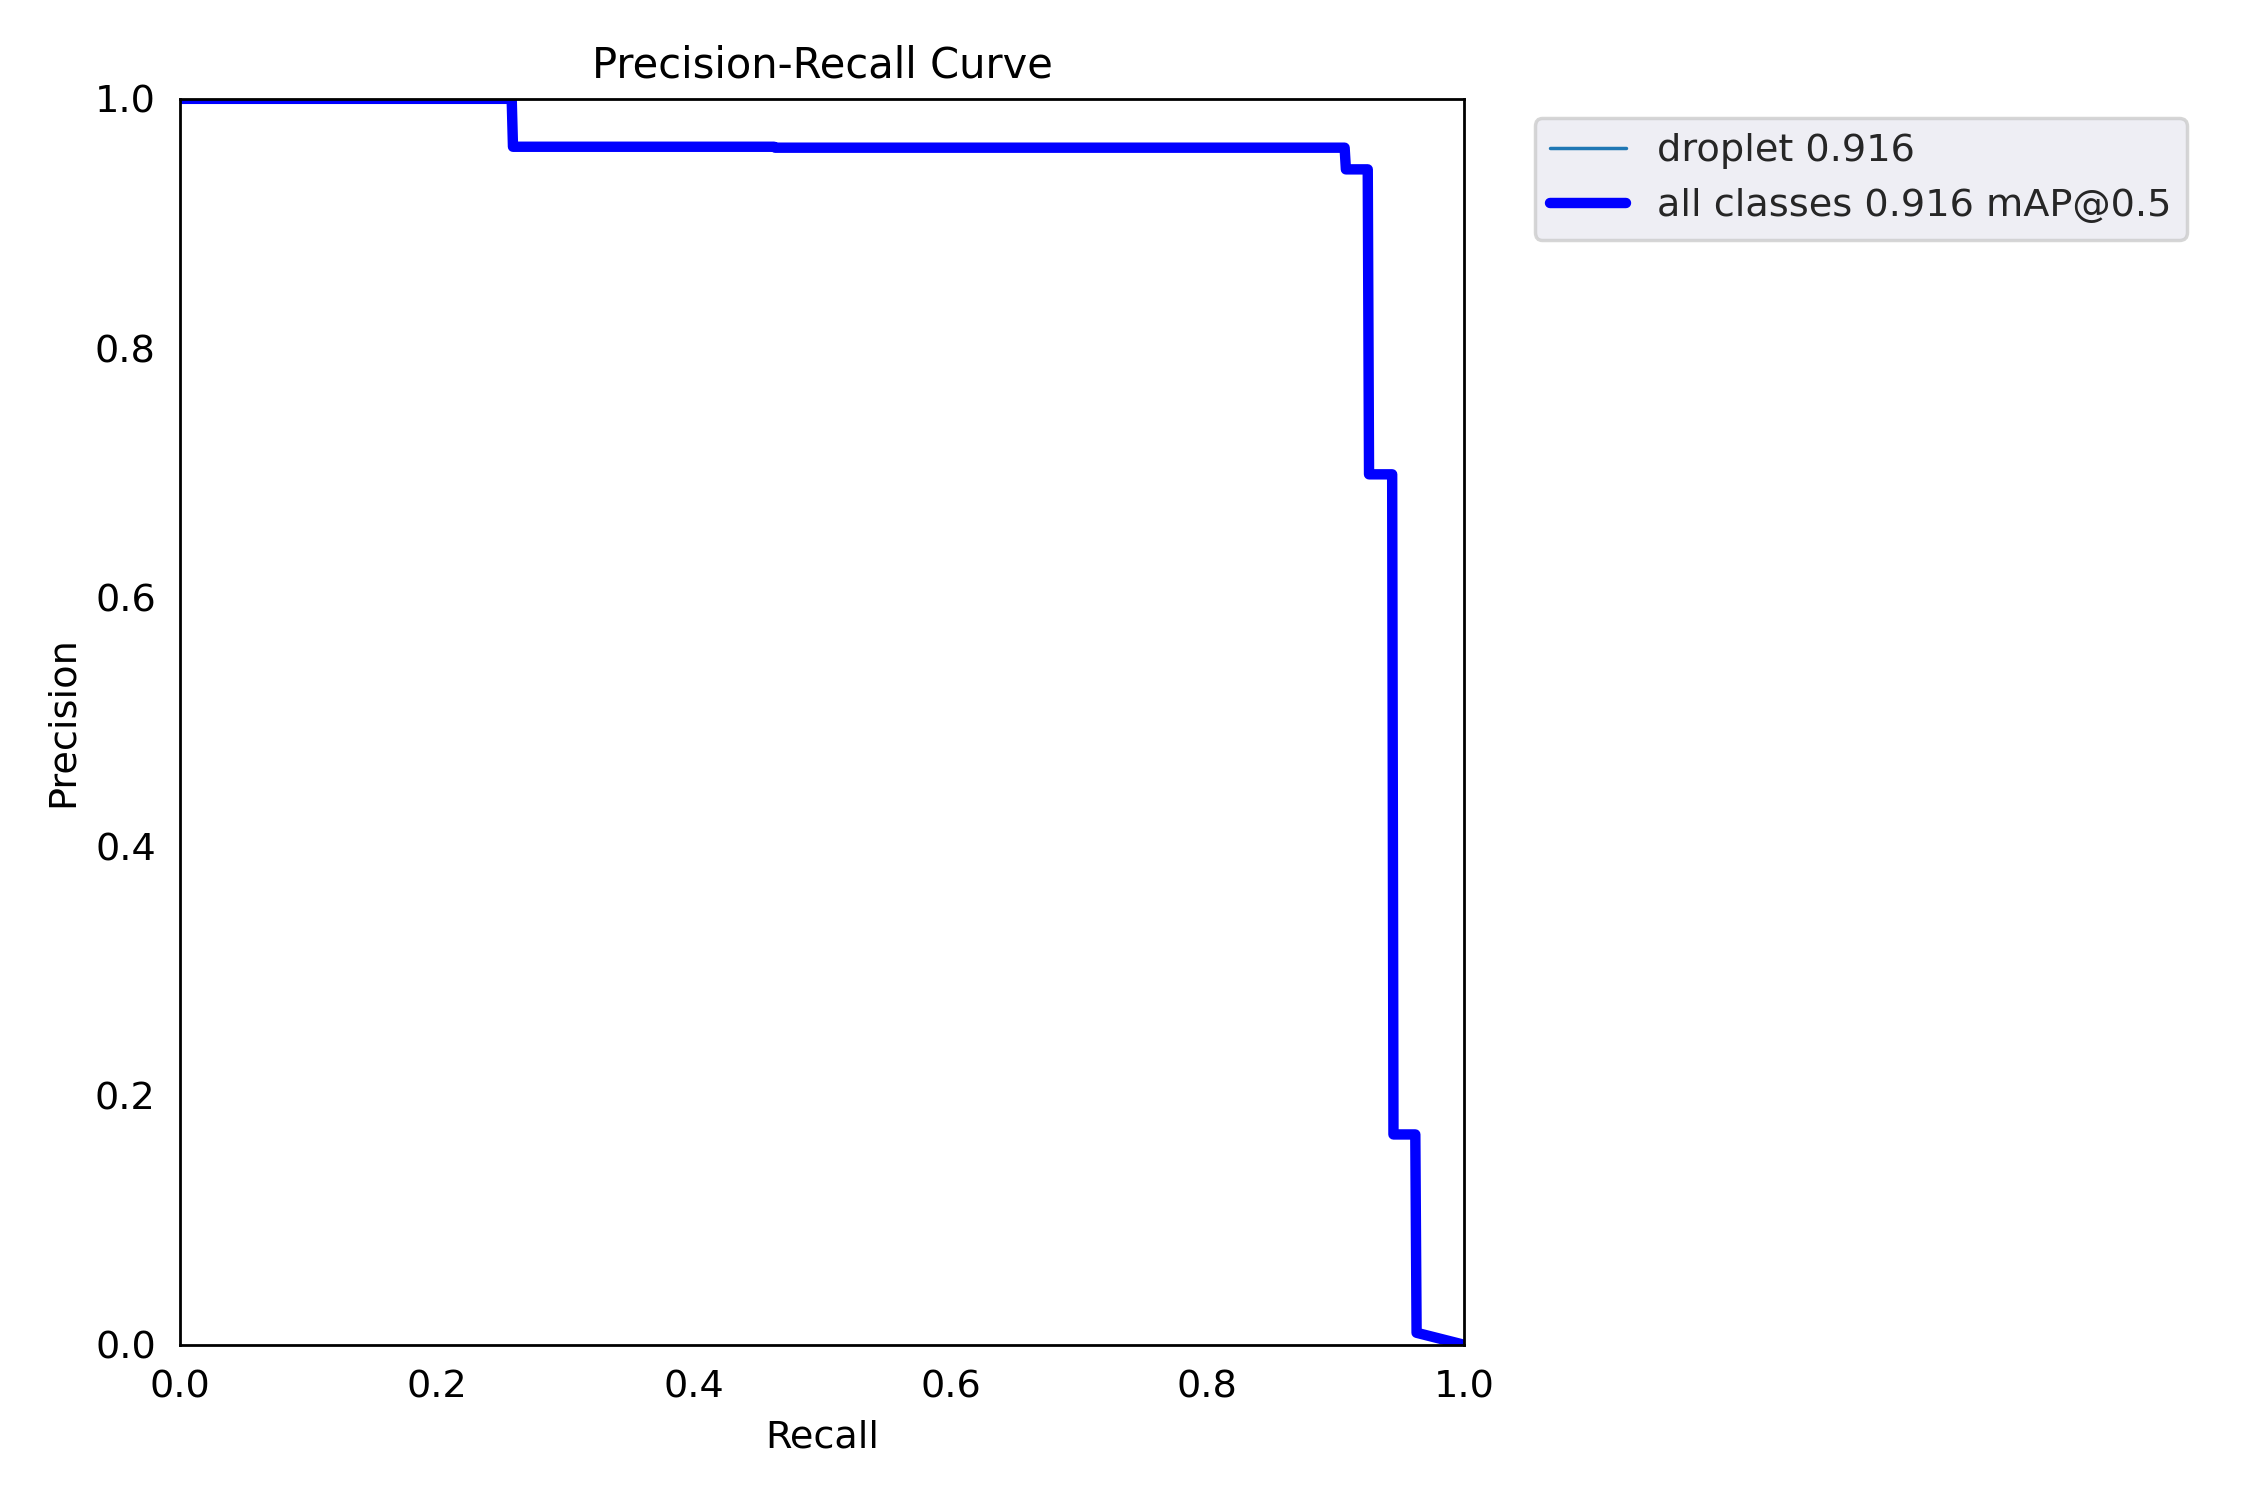 Precision-Recall Curve
1.0
0.8
0.6
0.4
0.2
0.0
Precision
0.0 0.2 0.4 0.6 0.8 1.0
Recall
droplet 0.916
all classes 0.916 mAP@0.5